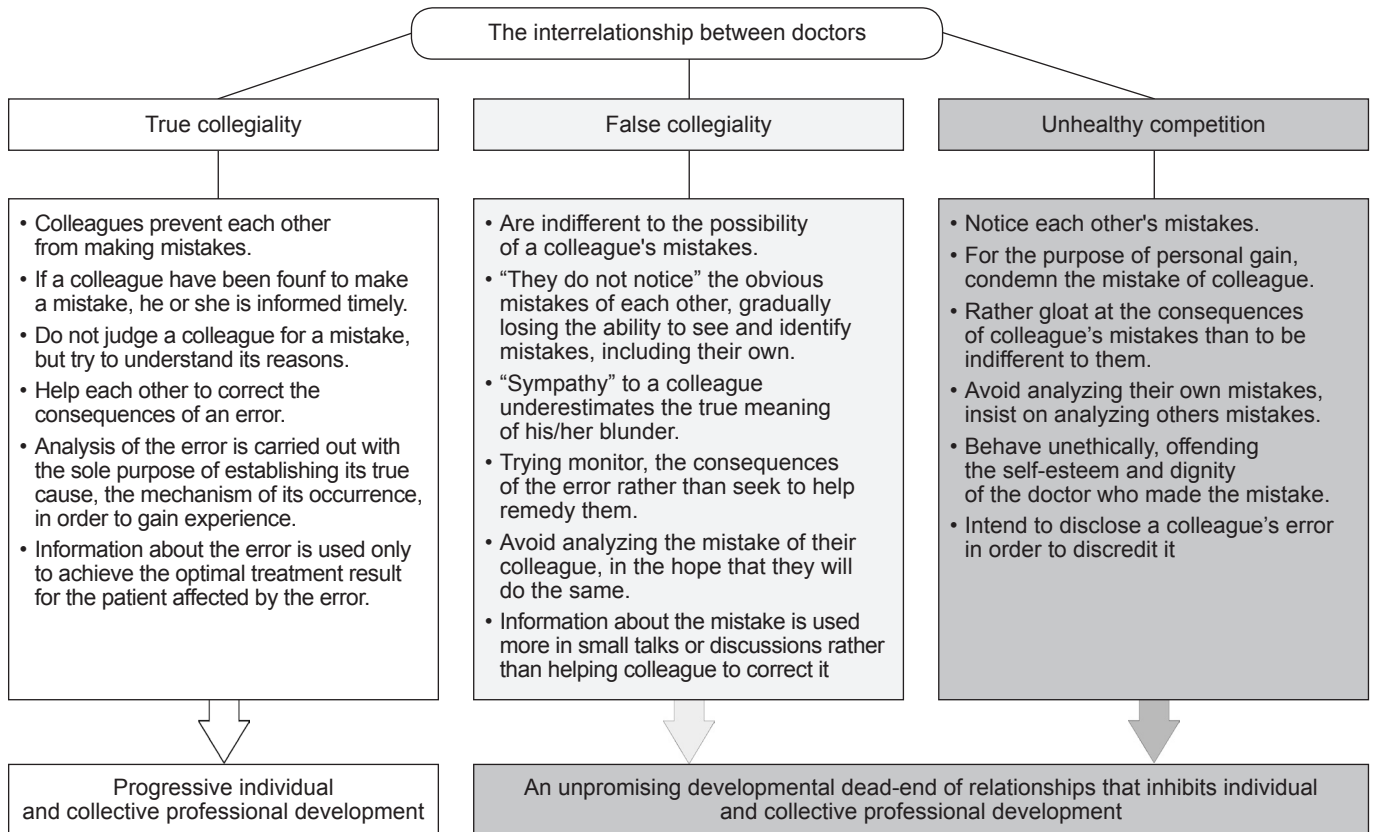 The interrelationship between doctors
True collegiality
False collegiality
Unhealthy competition
• Colleagues prevent each other
from making mistakes.
• If a colleague have been founf to make
a mistake, he or she is informed timely.
• Do not judge a colleague for a mistake,
but try to understand its reasons.
• Help each other to correct the
consequences of an error.
• Analysis of the error is carried out with
the sole purpose of establishing its true
cause, the mechanism of its occurrence,
in order to gain experience.
• Information about the error is used only
to achieve the optimal treatment result
for the patient affected by the error.
• Are indifferent to the possibility
of a colleague's mistakes.
• “They do not notice” the obvious
mistakes of each other, gradually
losing the ability to see and identify
mistakes, including their own.
• “Sympathy” to a colleague
underestimates the true meaning
of his/her blunder.
• Trying monitor, the consequences
of the error rather than seek to help
remedy them.
• Avoid analyzing the mistake of their
colleague, in the hope that they will
do the same.
• Information about the mistake is used
more in small talks or discussions rather
than helping colleague to correct it
• Notice each other's mistakes.
• For the purpose of personal gain,
condemn the mistake of colleague.
• Rather gloat at the consequences
of colleague’s mistakes than to be
indifferent to them.
• Avoid analyzing their own mistakes,
insist on analyzing others mistakes.
• Behave unethically, offending
the self-esteem and dignity
of the doctor who made the mistake.
• Intend to disclose a colleague’s error
in order to discredit it
Progressive individual
and collective professional development
An unpromising developmental dead-end of relationships that inhibits individual
and collective professional development